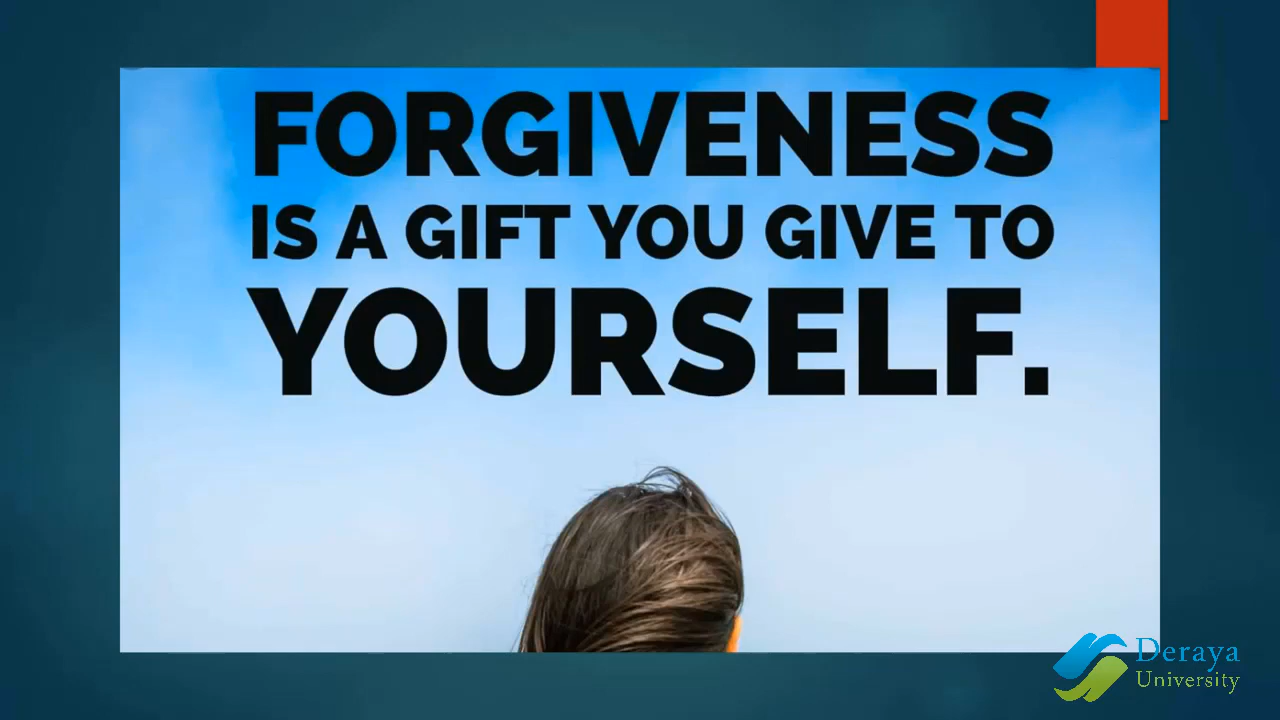 FORGIVENESS
IS A GIFT YOU GIVE TO
YOURSELF.
Deraya
University